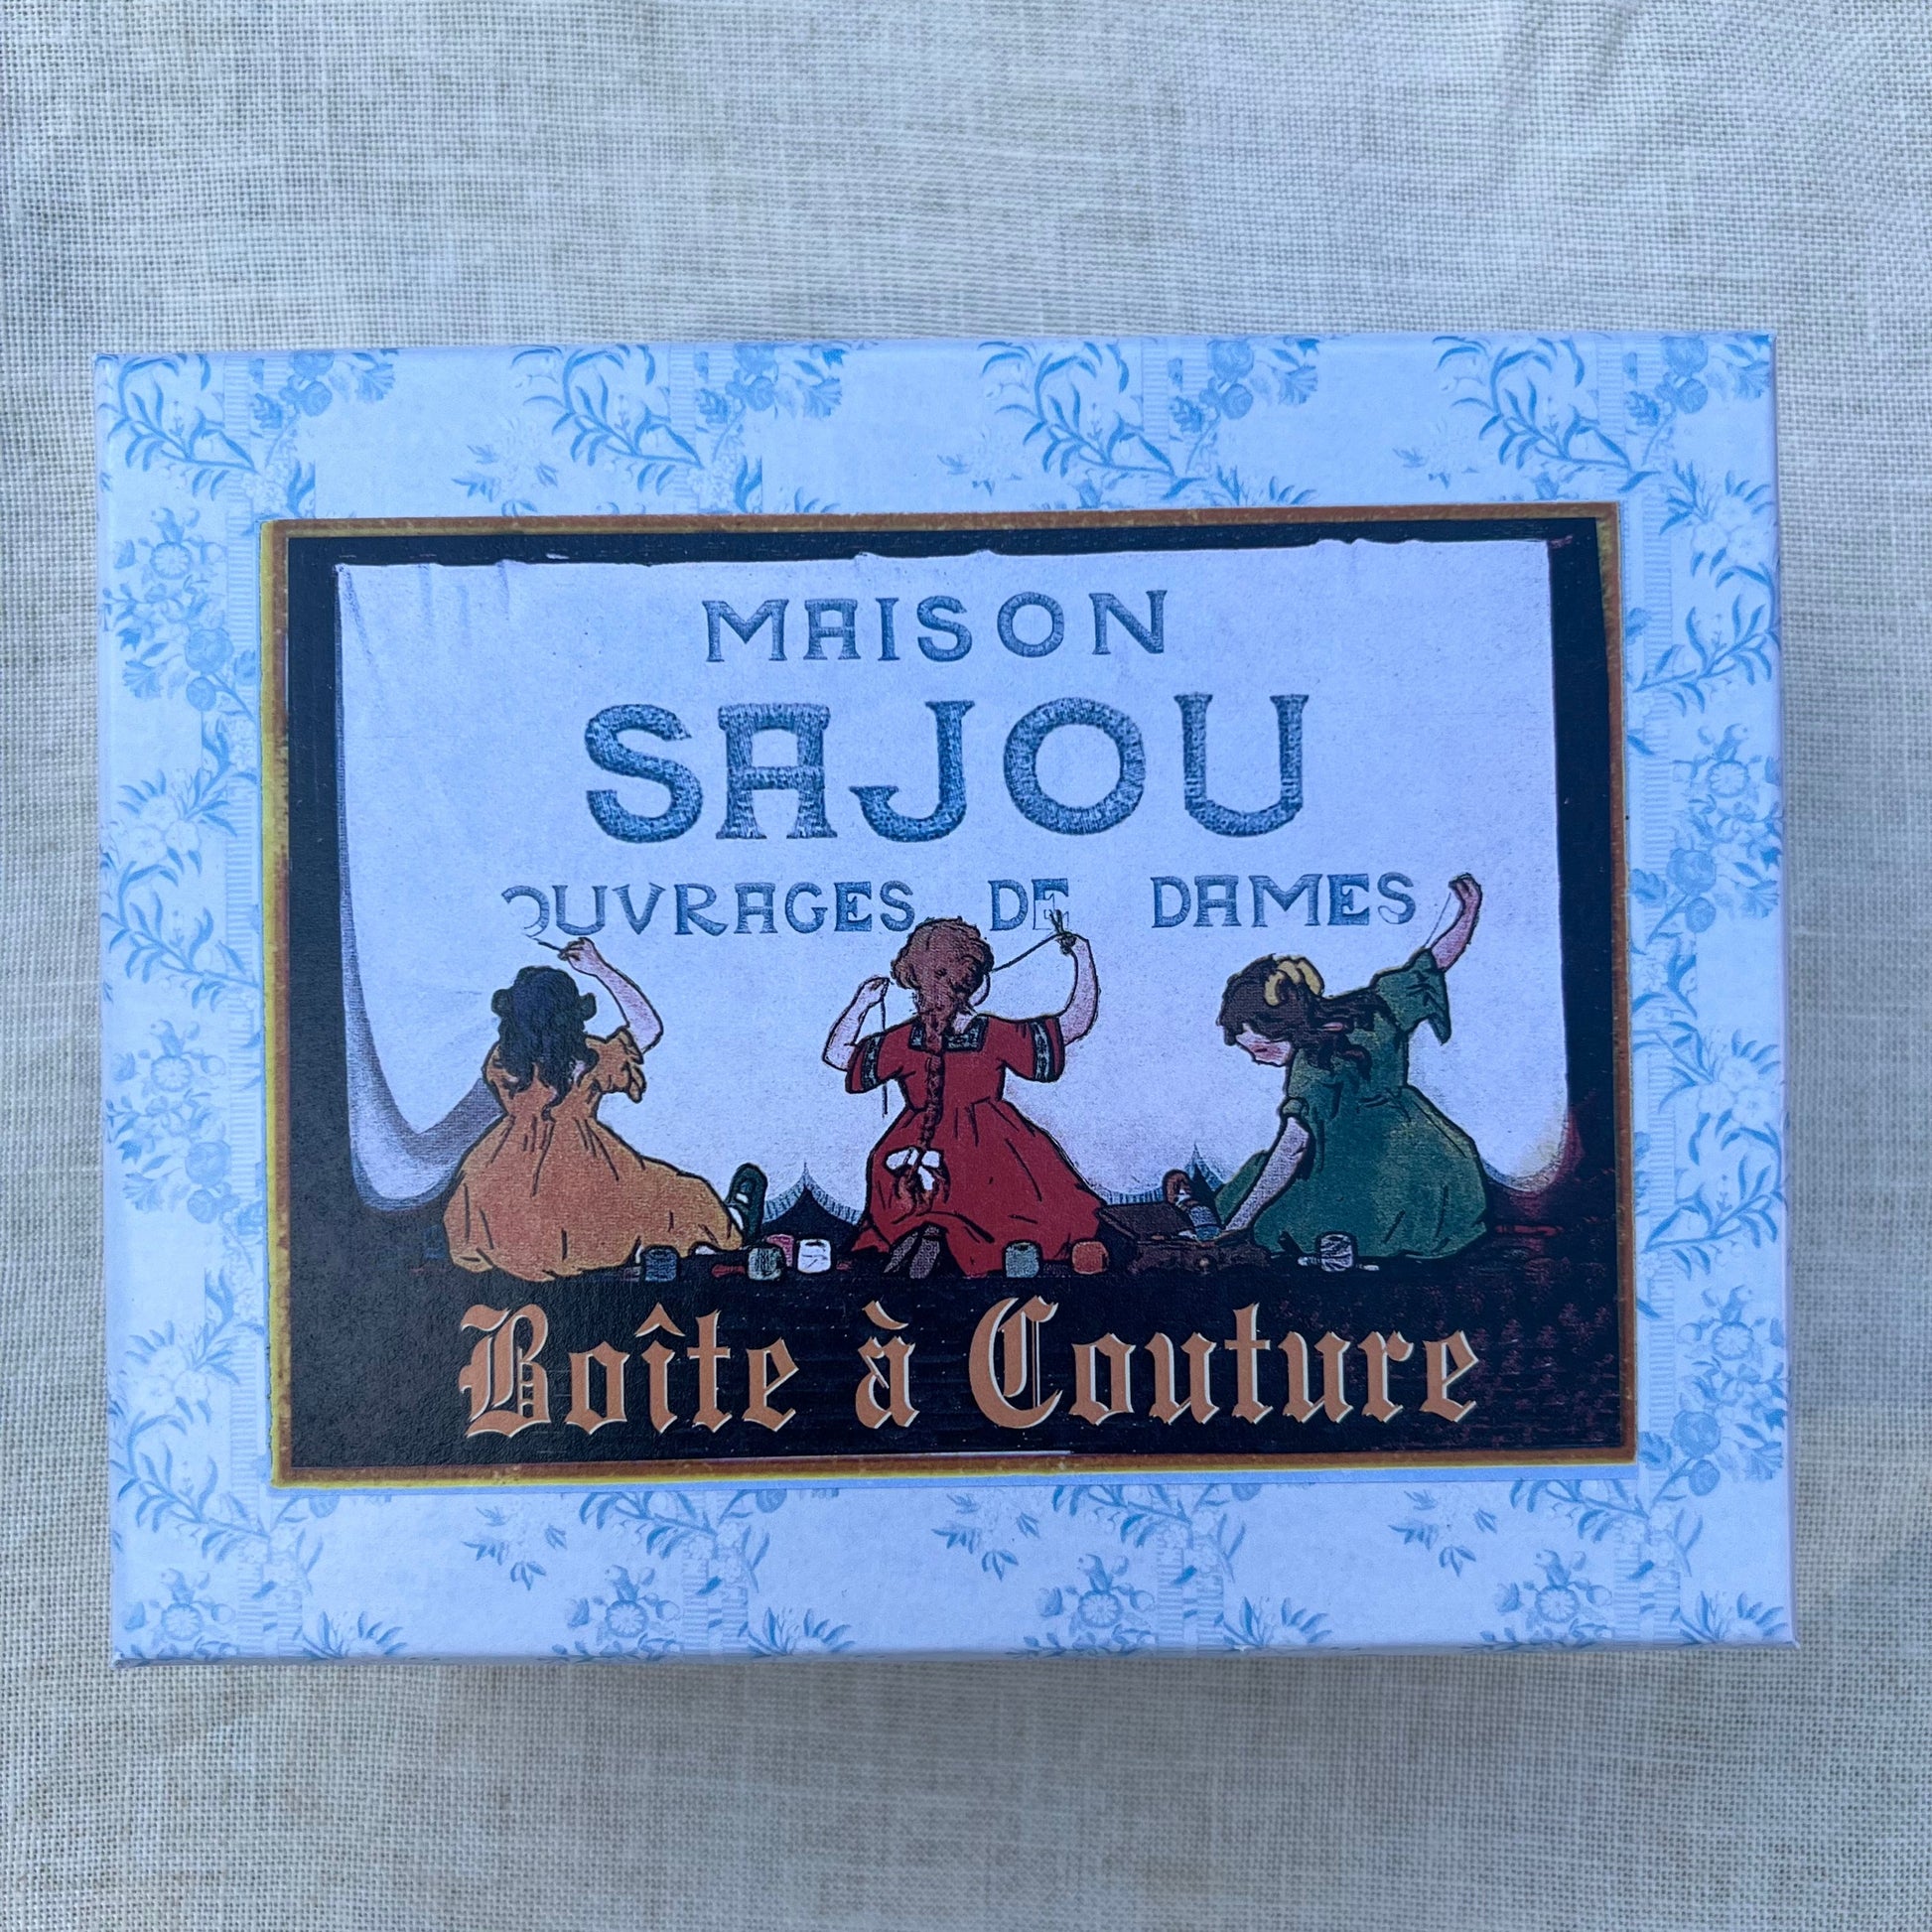 MAISON
SAJOU
OUVRAGES DE DAMES
Boîte à Couture